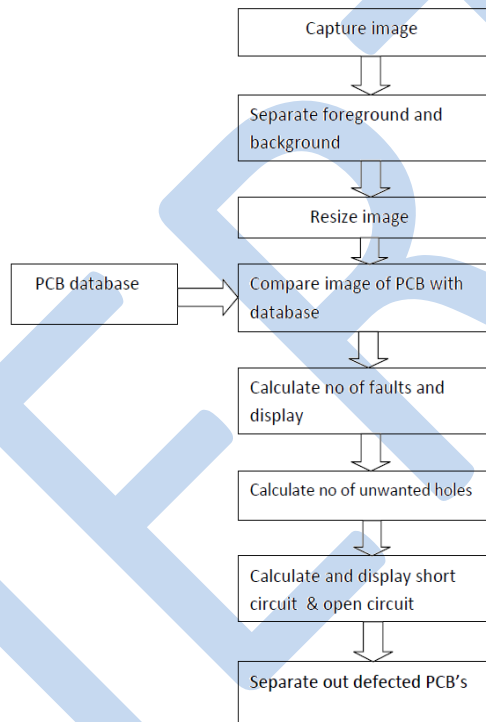 Capture image
Separate foreground and
background
Resize image
PCB database
Compare image of PCB with
database
Calculate no of faults and
display
Calculate no of unwanted holes
Calculate and display short
circuit & open circuit
Separate out defected PCB's